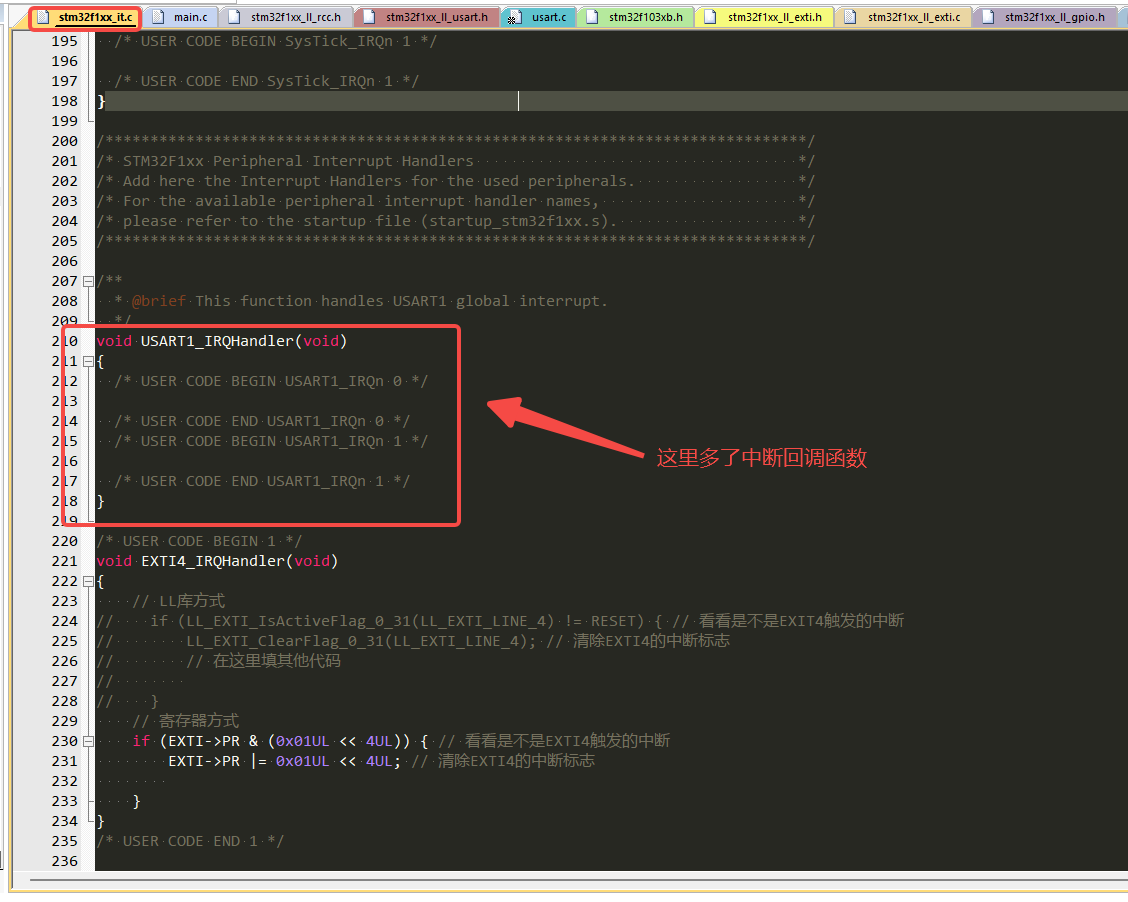 stm32f1xx_it.c main.c stm32f1xx_ll_rcc.h stm32f1xx_ll_usart.h usart.c stm32f103xb.h stm32f1xx_ll_exti.h stm32f1xx_ll_exti.c stm32f1xx_ll_gpio.h
195 /* USER CODE BEGIN SysTick_IRQn 1 */
196
197 /* USER CODE END SysTick_IRQn 1 */
198 }
199
200 /******************************************************************************/
201 /* STM32F1xx Peripheral Interrupt Handlers */
202 /* Add here the Interrupt Handlers for the used peripherals. */
203 /* For the available peripheral interrupt handler names, */
204 /* please refer to the startup file (startup_stm32f1xx.s). */
205 /******************************************************************************/
206
207 /**
208 * @brief This function handles USART1 global interrupt.
209 */
210 void USART1_IRQHandler(void)
211 {
212 /* USER CODE BEGIN USART1_IRQn 0 */
213
214 /* USER CODE END USART1_IRQn 0 */
215 /* USER CODE BEGIN USART1_IRQn 1 */
216
217 /* USER CODE END USART1_IRQn 1 */
218 }
219
这里多了中断回调函数
220 /* USER CODE BEGIN 1 */
221 void EXTI4_IRQHandler(void)
222 {
223 // LL库方式
224 // if (LL_EXTI_IsActiveFlag_0_31(LL_EXTI_LINE_4) != RESET) { // 看看是不是EXIT4触发的中断
225 // LL_EXTI_ClearFlag_0_31(LL_EXTI_LINE_4); // 清除EXTI4的中断标志
226 // // 在这里填其他代码
227 //
228 // }
229 // 寄存器方式
230 if (EXTI->PR & (0x01UL << 4UL)) { // 看看是不是EXTI4触发的中断
231 EXTI->PR |= 0x01UL << 4UL; // 清除EXTI4的中断标志
232
233 }
234 }
235 /* USER CODE END 1 */
236